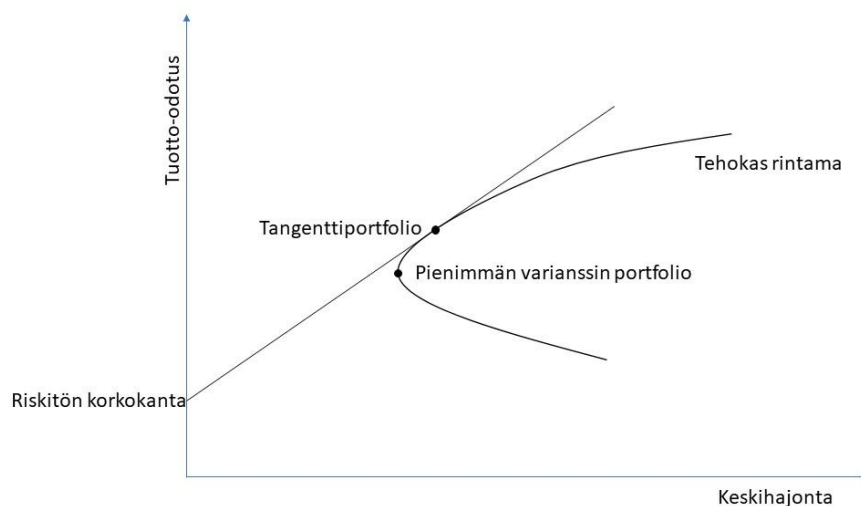 Tuotto-odotus
Tehokas rintama
Tangenttiportfolio
Pienimmän varianssin portfolio
Riskitön korkokanta
Keskihajonta